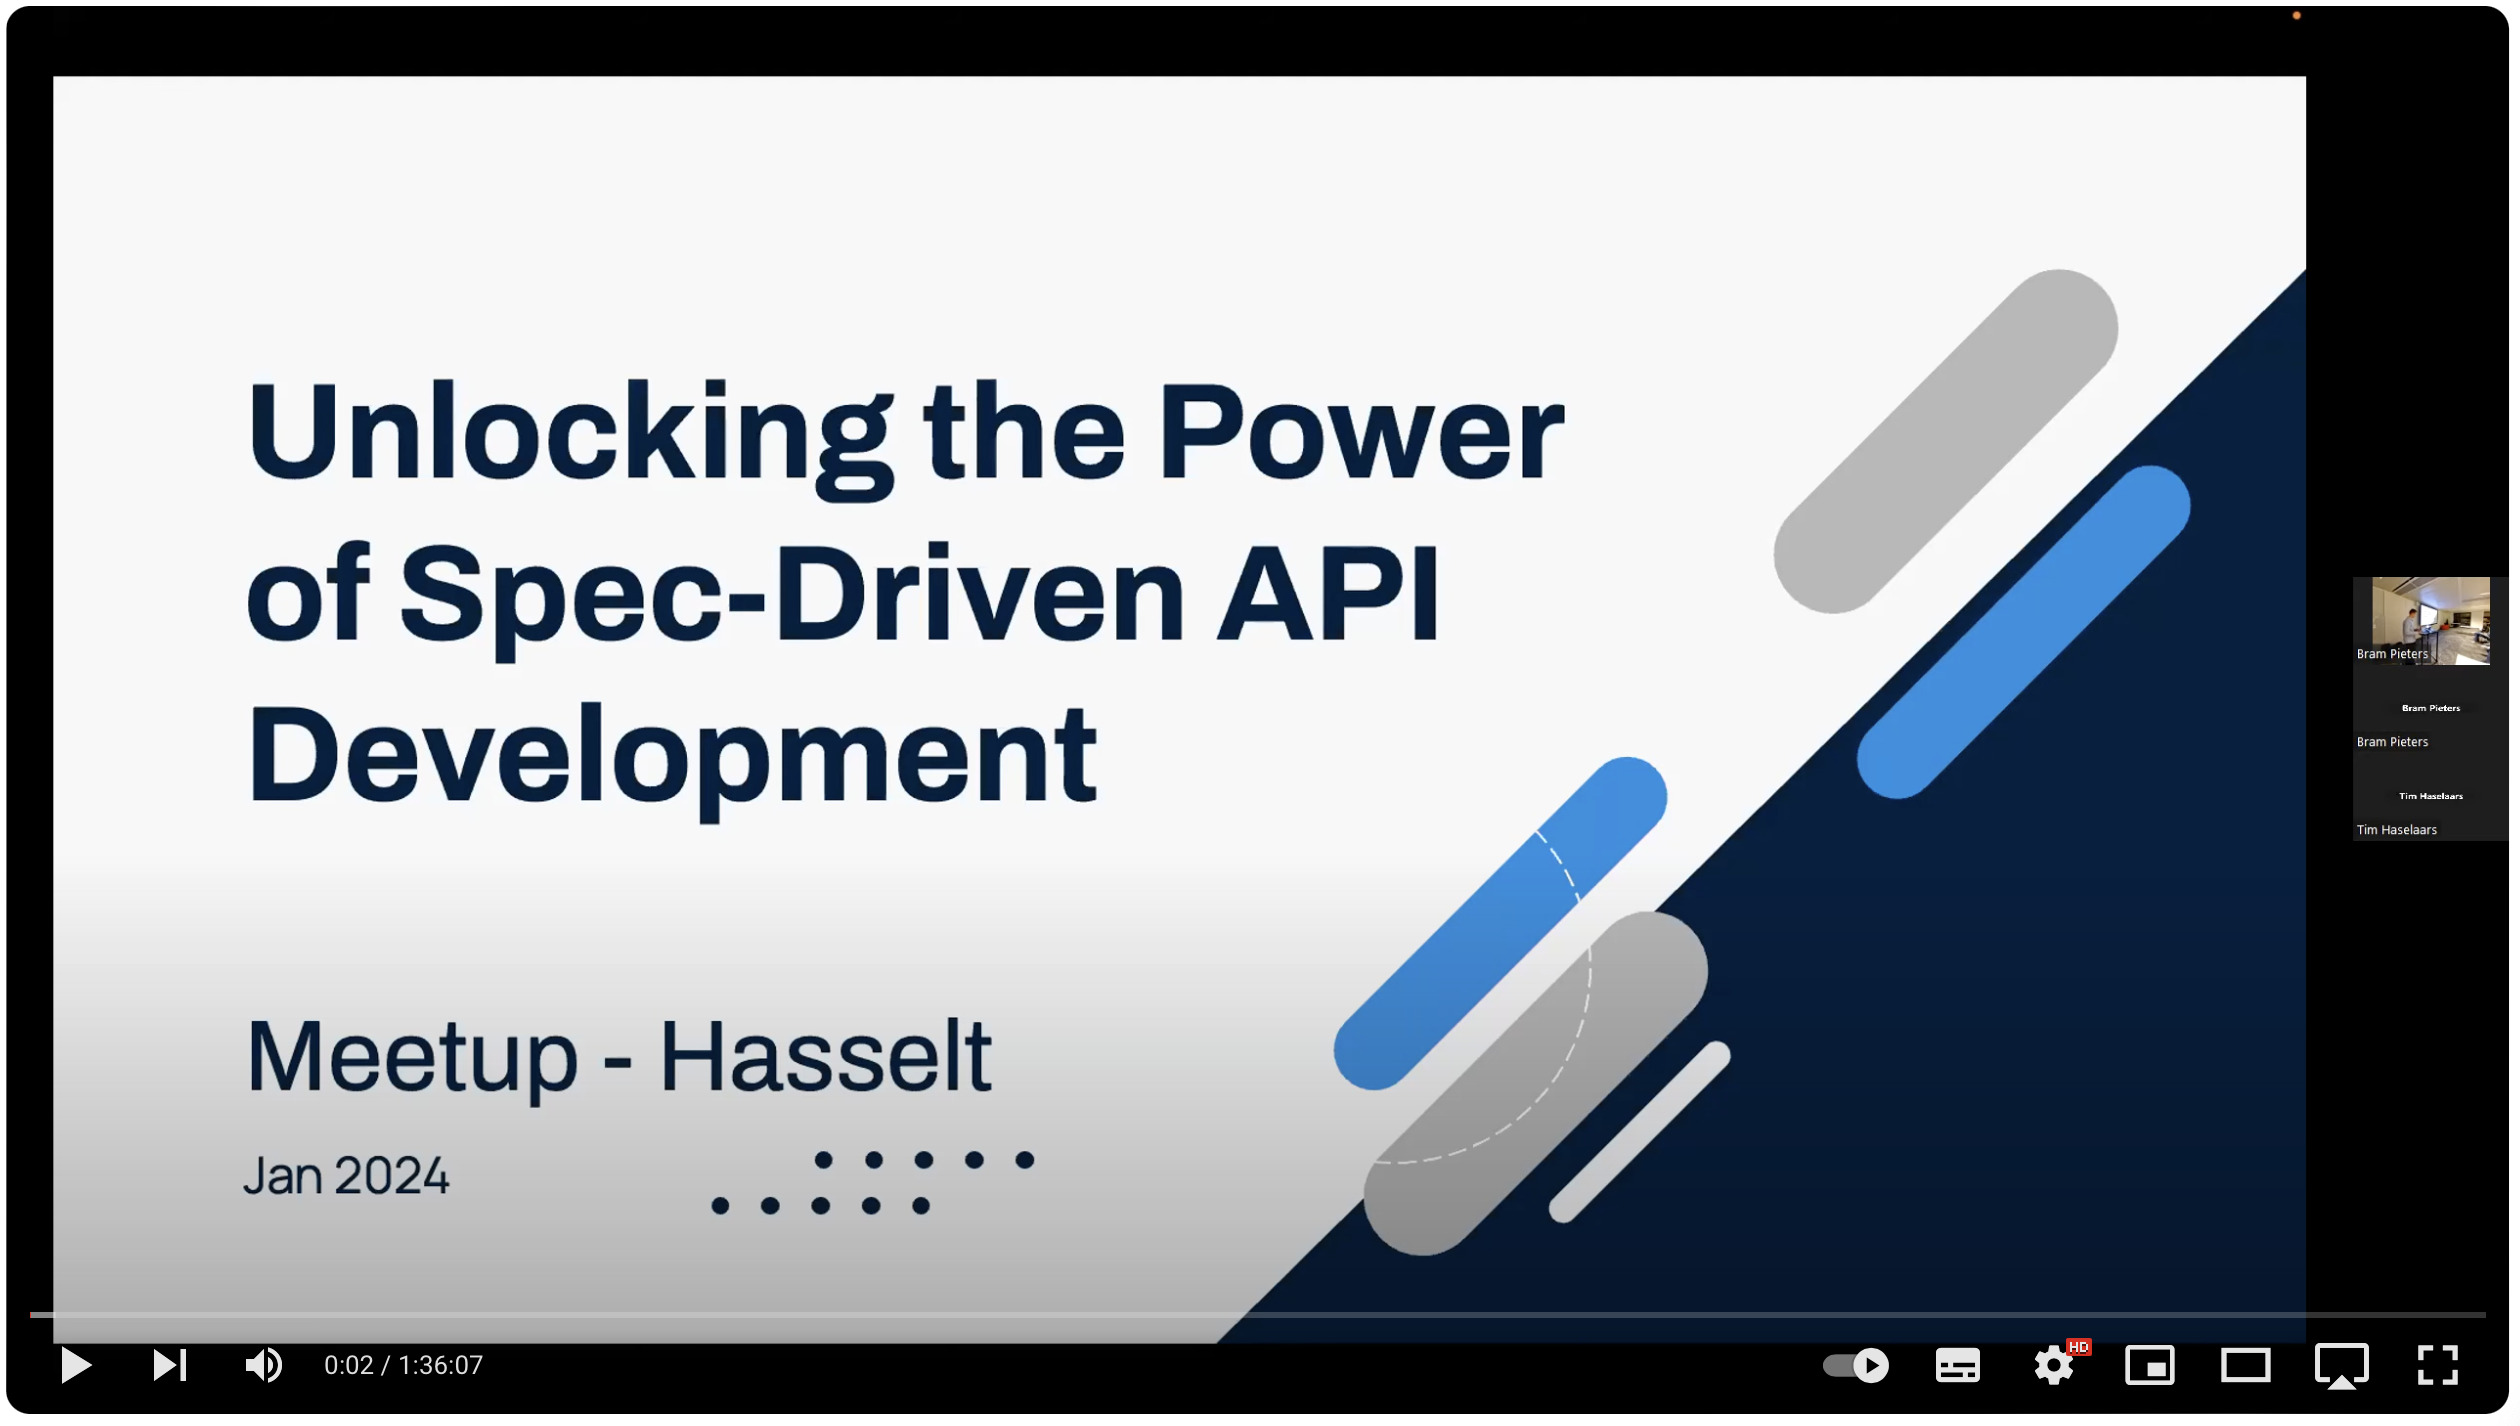 Unlocking the Power
of Spec-Driven API
Development
Meetup - Hasselt
Jan 2024
Bram Pieters
Bram Pieters
Bram Pieters
Tim Haselaars
Tim Haselaars
0:02 / 1:36:07
HD